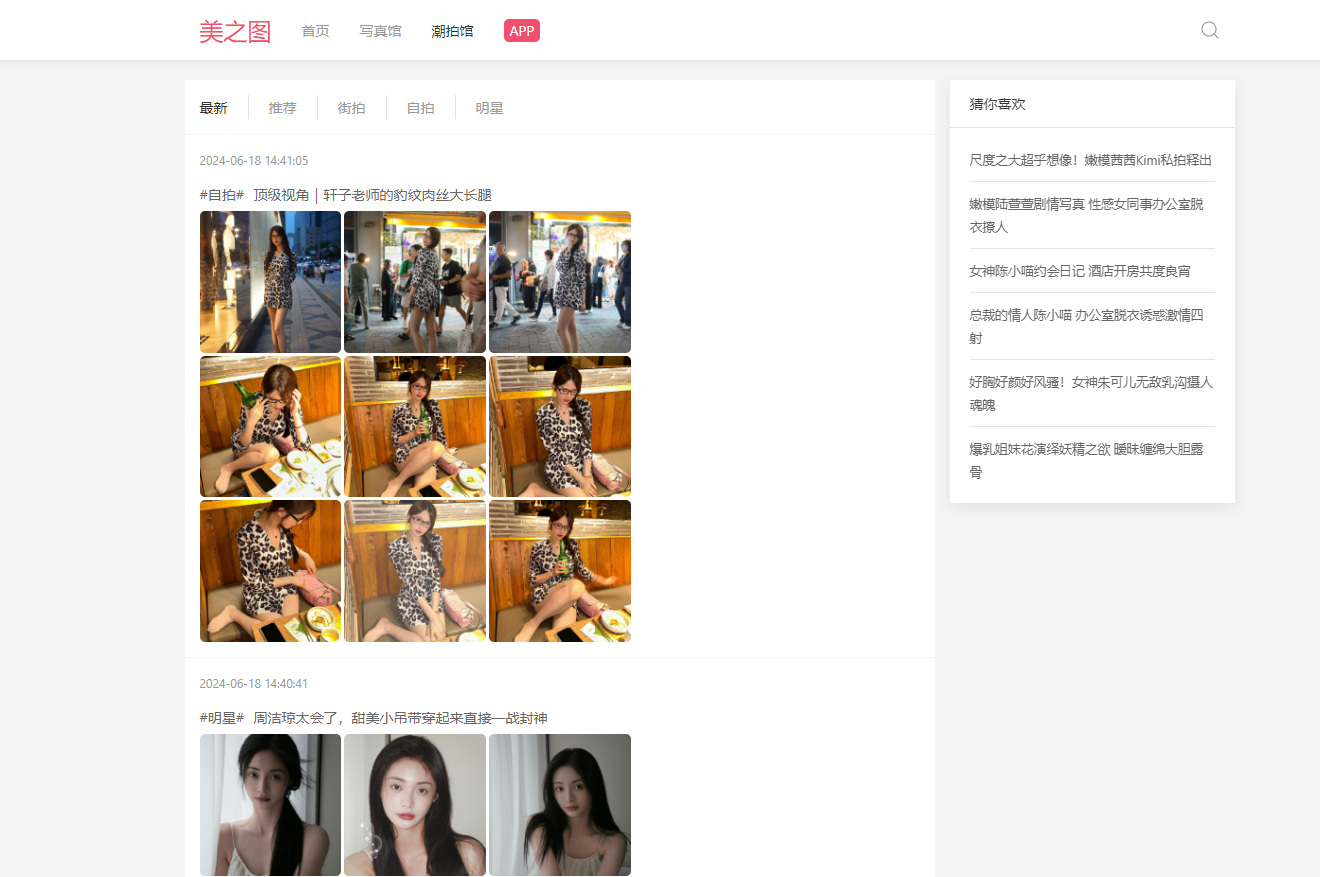 美之图
首页
写真馆
潮拍馆
APP
最新
推荐
街拍
自拍
明星
2024-06-18 14:41:05
#自拍# 顶级视角｜轩子老师的豹纹肉丝大长腿
2024-06-18 14:40:41
#明星# 周洁琼太会了，甜美小吊带穿起来直接一战封神
猜你喜欢
尺度之大超乎想像！嫩模茜茜Kimi私拍释出
嫩模陆萱萱剧情写真 性感女同事办公室脱
衣撩人
女神陈小喵约会日记 酒店开房共度良宵
总裁的情人陈小喵 办公室脱衣诱惑激情四
射
好胸好颜好风骚！女神朱可儿无敌乳沟摄人
魂魄
爆乳姐妹花演绎妖精之欲 暧昧缠绵大胆露
骨